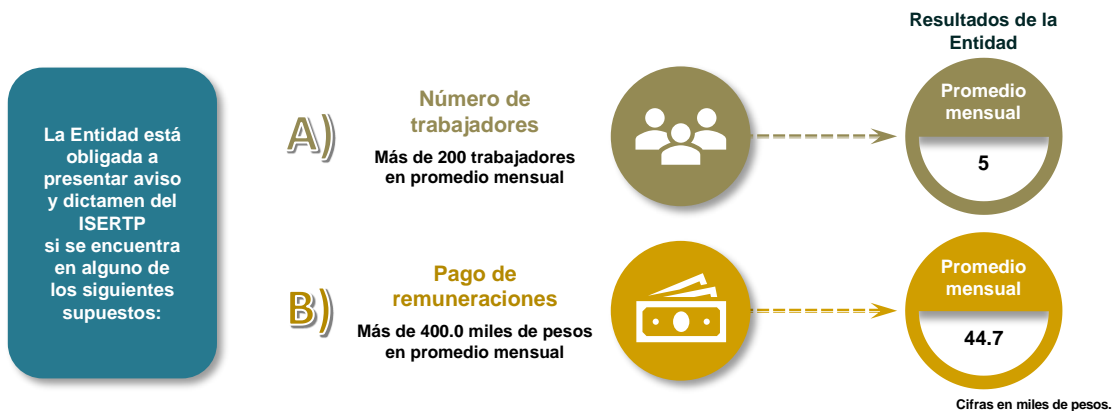 La Entidad está
obligada a
presentar aviso
y dictamen del
ISERTP
si se encuentra
en alguno de
los siguientes
supuestos:
A)
Número de
trabajadores
Más de 200 trabajadores
en promedio mensual
Resultados de la
Entidad
Promedio
mensual
5
B)
Pago de
remuneraciones
Más de 400.0 miles de pesos
en promedio mensual
Promedio
mensual
44.7
Cifras en miles de pesos.